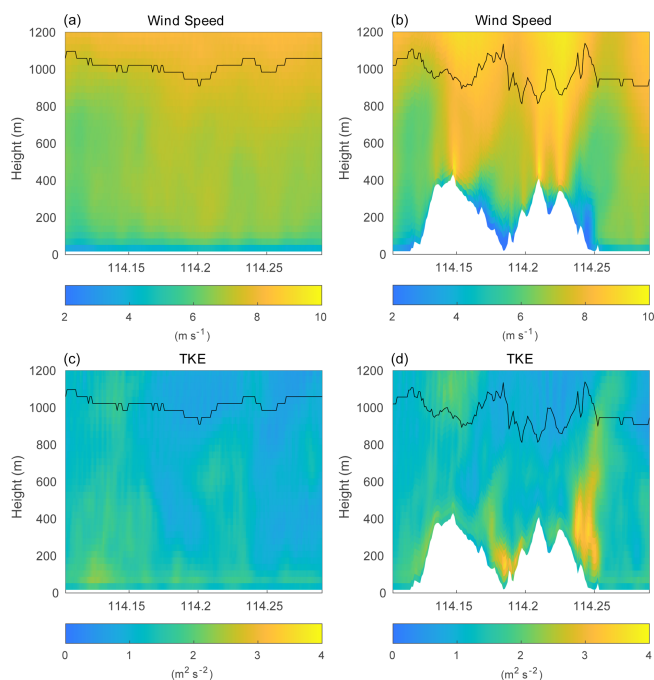 (a) Wind Speed
1200
1000
800
600
400
200
0
Height (m)
114.15 114.2 114.25
2 4 6 8 10
(m s-1)
(b) Wind Speed
1200
1000
800
600
400
200
0
Height (m)
114.15 114.2 114.25
2 4 6 8 10
(m s-1)
(c) TKE
1200
1000
800
600
400
200
0
Height (m)
114.15 114.2 114.25
0 1 2 3 4
(m2 s-2)
(d) TKE
1200
1000
800
600
400
200
0
Height (m)
114.15 114.2 114.25
0 1 2 3 4
(m2 s-2)